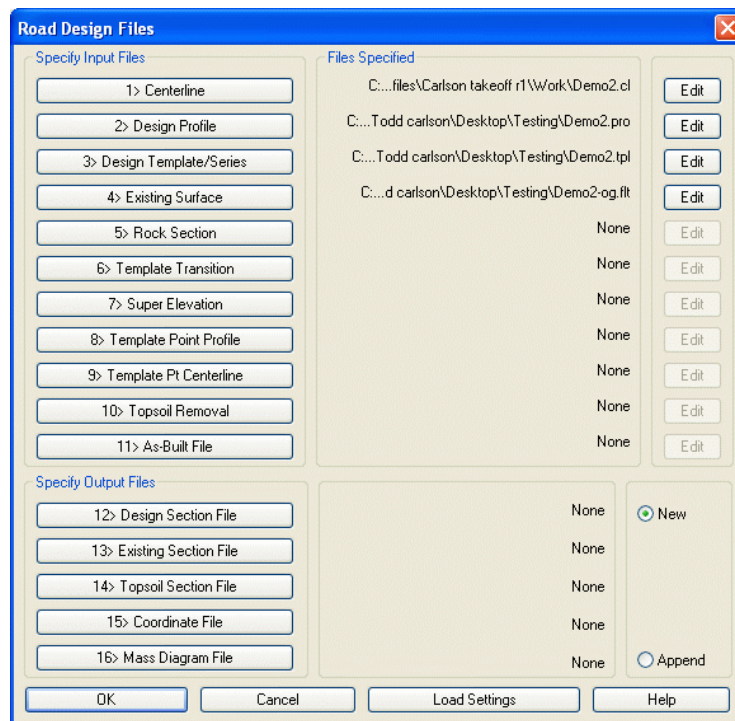 Road Design Files
Specify Input Files
Files Specified
1> Centerline
C:...files\Carlson takeoff r1\Work\Demo2.cl
Edit
2> Design Profile
C:...Todd carlson\Desktop\Testing\Demo2.pro
Edit
3> Design Template/Series
C:...Todd carlson\Desktop\Testing\Demo2.tpl
Edit
4> Existing Surface
C:...d carlson\Desktop\Testing\Demo2-og.flt
Edit
5> Rock Section
None
Edit
6> Template Transition
None
Edit
7> Super Elevation
None
Edit
8> Template Point Profile
None
Edit
9> Template Pt Centerline
None
Edit
10> Topsoil Removal
None
Edit
11> As-Built File
None
Edit
Specify Output Files
12> Design Section File
None
New
13> Existing Section File
None
14> Topsoil Section File
None
15> Coordinate File
None
16> Mass Diagram File
None
Append
OK
Cancel
Load Settings
Help